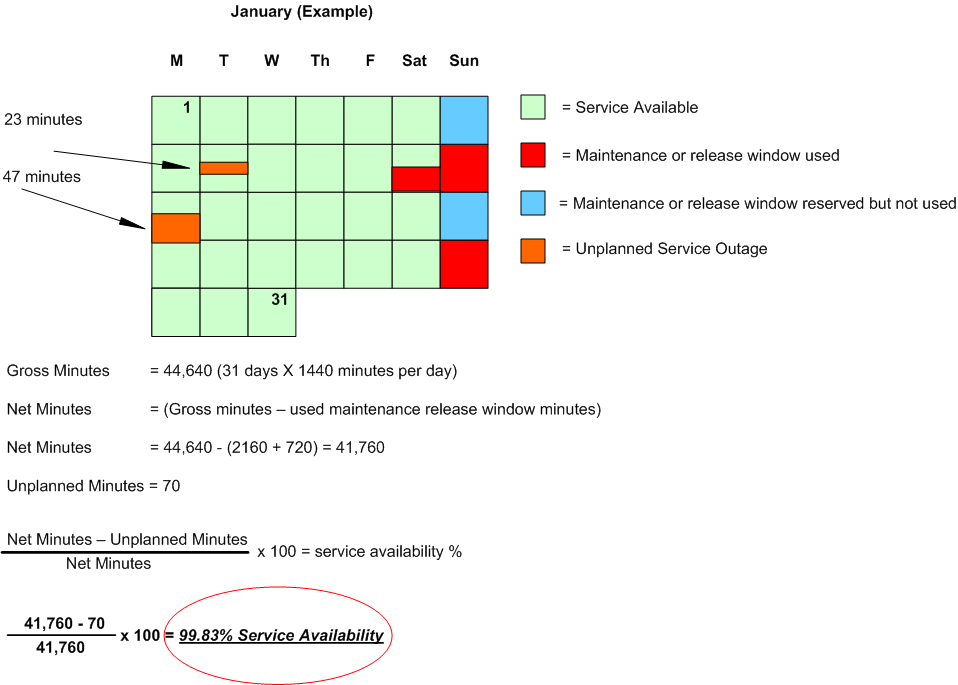 January (Example)
M T W Th F Sat Sun
1
= Service Available
23 minutes
= Maintenance or release window used
47 minutes
= Maintenance or release window reserved but not used
= Unplanned Service Outage
31
Gross Minutes = 44,640 (31 days X 1440 minutes per day)
Net Minutes = (Gross minutes – used maintenance release window minutes)
Net Minutes = 44,640 - (2160 + 720) = 41,760
Unplanned Minutes = 70
Net Minutes – Unplanned Minutes
x 100 = service availability %
Net Minutes
41,760 - 70
x 100 = 99.83% Service Availability
41,760